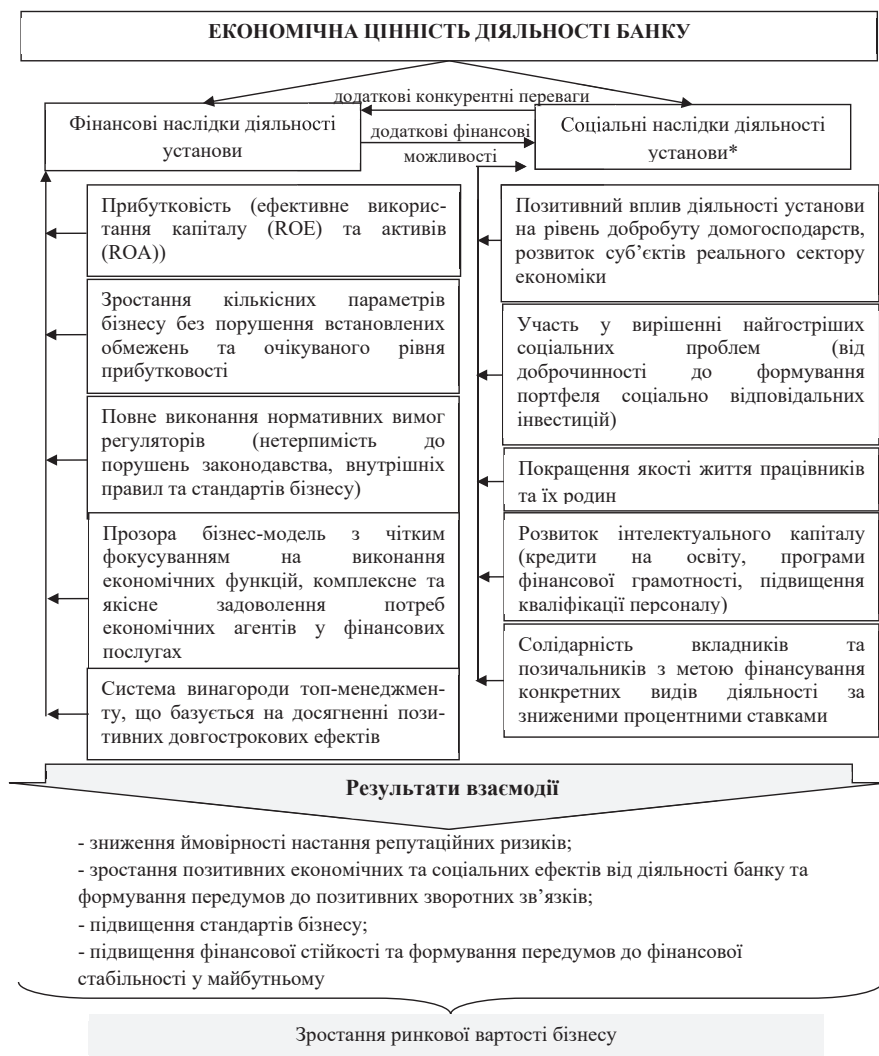 ЕКОНОМІЧНА ЦІННІСТЬ ДІЯЛЬНОСТІ БАНКУ
додаткові конкурентні переваги
Фінансові наслідки діяльності
установи
додаткові фінансові
можливості
Соціальні наслідки діяльності
установи*
Прибутковість (ефективне викорис-
тання капіталу (ROE) та активів
(ROA))
Зростання кількісних параметрів
бізнесу без порушення встановлених
обмежень та очікуваного рівня
прибутковості
Повне виконання нормативних вимог
регуляторів (нетерпимість до
порушень законодавства, внутрішніх
правил та стандартів бізнесу)
Прозора бізнес-модель з чітким
фокусуванням на виконання
економічних функцій, комплексне та
якісне задоволення потреб
економічних агентів у фінансових
послугах
Система винагороди топ-менеджмен-
ту, що базується на досягненні пози-
тивних довгострокових ефектів
Позитивний вплив діяльності установи
на рівень добробуту домогосподарств,
розвиток суб’єктів реального сектору
економіки
Участь у вирішенні найгостріших
соціальних проблем (від
доброчинності до формування
портфеля соціально відповідальних
інвестицій)
Покращення якості життя працівників
та їх родин
Розвиток інтелектуального капіталу
(кредити на освіту, програми
фінансової грамотності, підвищення
кваліфікації персоналу)
Солідарність вкладників та
позичальників з метою фінансування
конкретних видів діяльності за
зниженими процентними ставками
Результати взаємодії
- зниження ймовірності настання репутаційних ризиків;
- зростання позитивних економічних та соціальних ефектів від діяльності банку та
формування передумов до позитивних зворотних зв’язків;
- підвищення стандартів бізнесу;
- підвищення фінансової стійкості та формування передумов до фінансової
стабільності у майбутньому
Зростання ринкової вартості бізнесу